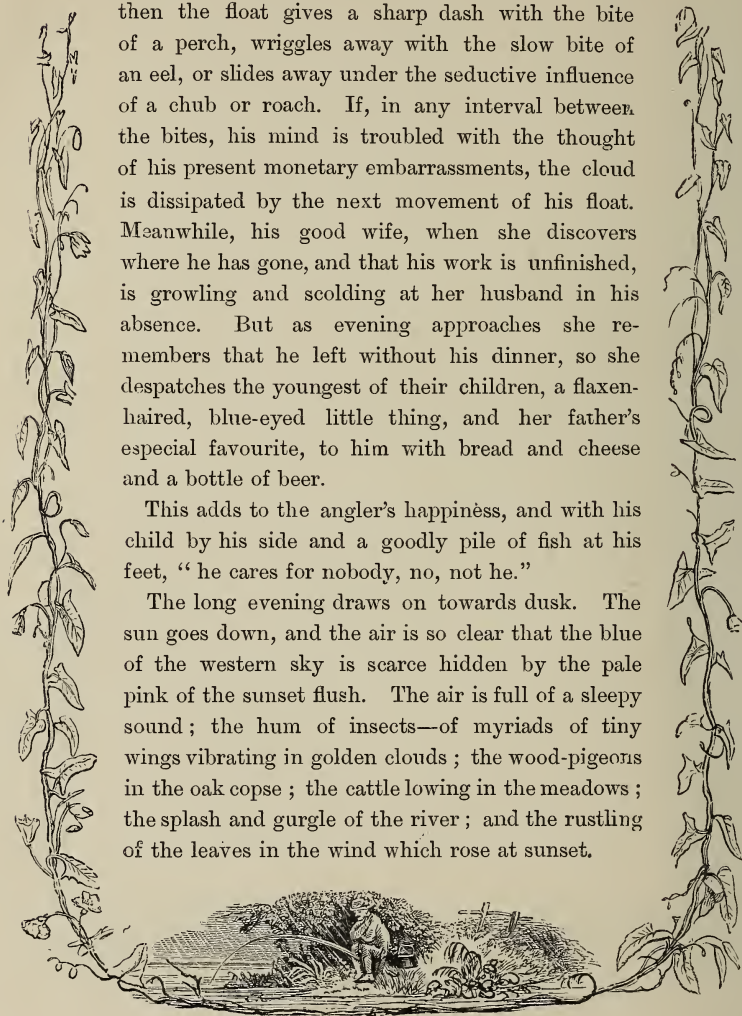 then the float gives a sharp dash with the bite
of a perch, wriggles away with the slow bite of
an eel, or slides away under the seductive influence
of a chub or roach. If, in any interval between
the bites, his mind is troubled with the thought
of his present monetary embarrassments, the cloud
is dissipated by the next movement of his float.
Meanwhile, his good wife, when she discovers
where he has gone, and that his work is unfinished,
is growling and scolding at her husband in his
absence. But as evening approaches she re-
members that he left without his dinner, so she
despatches the youngest of their children, a flaxen-
haired, blue-eyed little thing, and her father's
especial favourite, to him with bread and cheese
and a bottle of beer.
This adds to the angler's happiness, and with his
child by his side and a goodly pile of fish at his
feet, “ he cares for nobody, no, not he.”
The long evening draws on towards dusk. The
sun goes down, and the air is so clear that the blue
of the western sky is scarce hidden by the pale
pink of the sunset flush. The air is full of a sleepy
sound ; the hum of insects—of myriads of tiny
wings vibrating in golden clouds ; the wood-pigeons
in the oak copse ; the cattle lowing in the meadows ;
the splash and gurgle of the river ; and the rustling
of the leaves in the wind which rose at sunset.